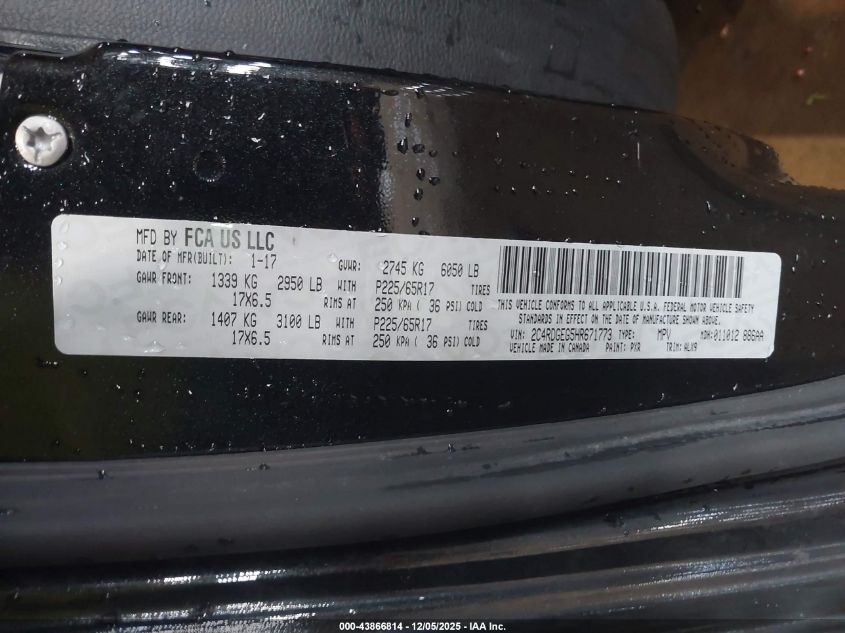 MFD BY FCA US LLC
DATE OF MFR(BUILT): 1-17 GVWR: 2745 KG 6050 LB
GAWR FRONT: 1339 KG 2950 LB WITH P225/65R17 TIRES
17X6.5 RIMS AT 250 KPA ( 36 PSI) COLD
GAWR REAR: 1407 KG 3100 LB WITH P225/65R17 TIRES
17X6.5 RIMS AT 250 KPA ( 36 PSI) COLD
THIS VEHICLE CONFORMS TO ALL APPLICABLE U.S.A. FEDERAL MOTOR VEHICLE SAFETY
STANDARDS IN EFFECT ON THE DATE OF MANUFACTURE SHOWN ABOVE.
VIN: 2C4RDGEG5HR671773 TYPE: MPV MDH: 011012 886AA
VEHICLE MADE IN CANADA PAINT: PXR TRIM: ALX9
000-43866814 - 12/05/2025 - IAA Inc.